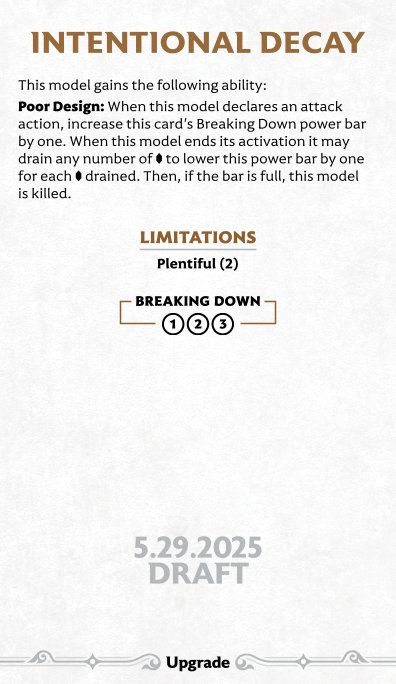 INTENTIONAL DECAY
This model gains the following ability:
Poor Design: When this model declares an attack
action, increase this card's Breaking Down power bar
by one. When this model ends its activation it may
drain any number of ⬮ to lower this power bar by one
for each ⬮ drained. Then, if the bar is full, this model
is killed.
LIMITATIONS
Plentiful (2)
BREAKING DOWN
1 2 3
5.29.2025
DRAFT
Upgrade